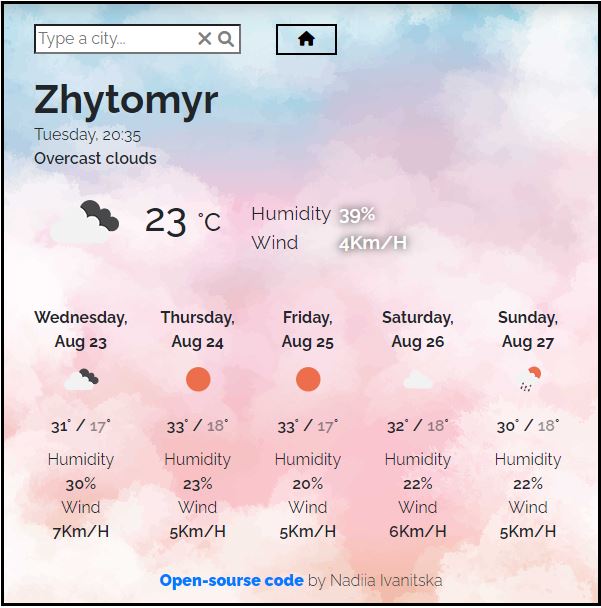 Type a city...
Zhytomyr
Tuesday, 20:35
Overcast clouds
23 °C
Humidity 39%
Wind 4Km/H
Wednesday, Thursday, Friday, Saturday, Sunday,
Aug 23 Aug 24 Aug 25 Aug 26 Aug 27
31° / 17° 33° / 18° 33° / 17° 32° / 18° 30° / 18°
Humidity Humidity Humidity Humidity Humidity
30% 23% 20% 22% 22%
Wind Wind Wind Wind Wind
7Km/H 5Km/H 5Km/H 6Km/H 5Km/H
Open-sourse code by Nadiia Ivanitska